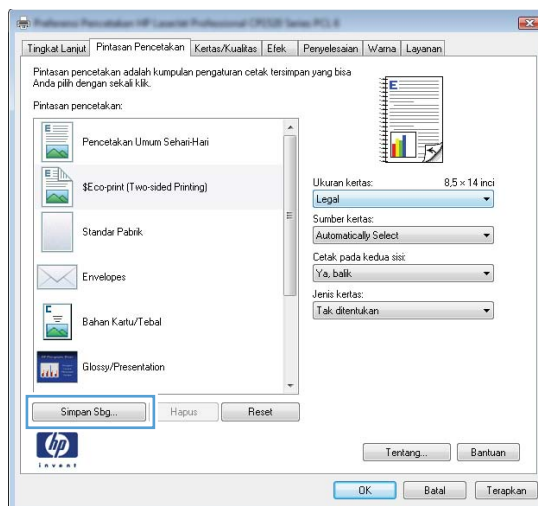 Tingkat Lanjut Pintasan Pencetakan Kertas/Kualitas Efek Penyelesaian Warna Layanan
Pintasan pencetakan adalah kumpulan pengaturan cetak tersimpan yang bisa
Anda pilih dengan sekali klik.
Pintasan pencetakan:
Pencetakan Umum Sehari-Hari
$Eco-print (Two-sided Printing)
Standar Pabrik
Envelopes
Bahan Kartu/Tebal
Glossy/Presentation
Ukuran kertas: 8,5 × 14 inci
Legal
Sumber kertas:
Automatically Select
Cetak pada kedua sisi:
Ya, balik
Jenis kertas:
Tak ditentukan
Simpan Sbg... Hapus Reset
hp
invent
Tentang... Bantuan
OK Batal Terapkan